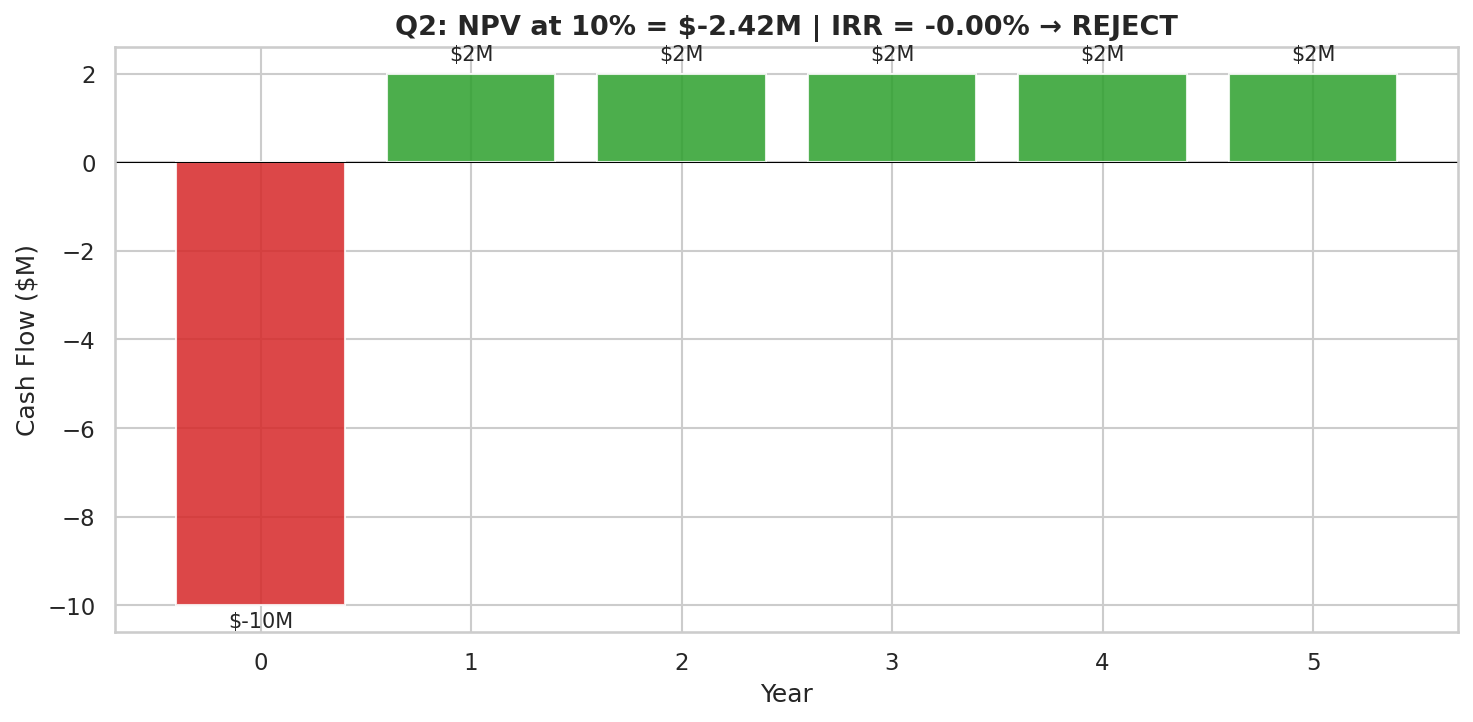 Q2: NPV at 10% = $-2.42M | IRR = -0.00% → REJECT
$2M $2M $2M $2M $2M
2
0
−2
−4
−6
−8
−10
Cash Flow ($M)
$-10M
0 1 2 3 4 5
Year